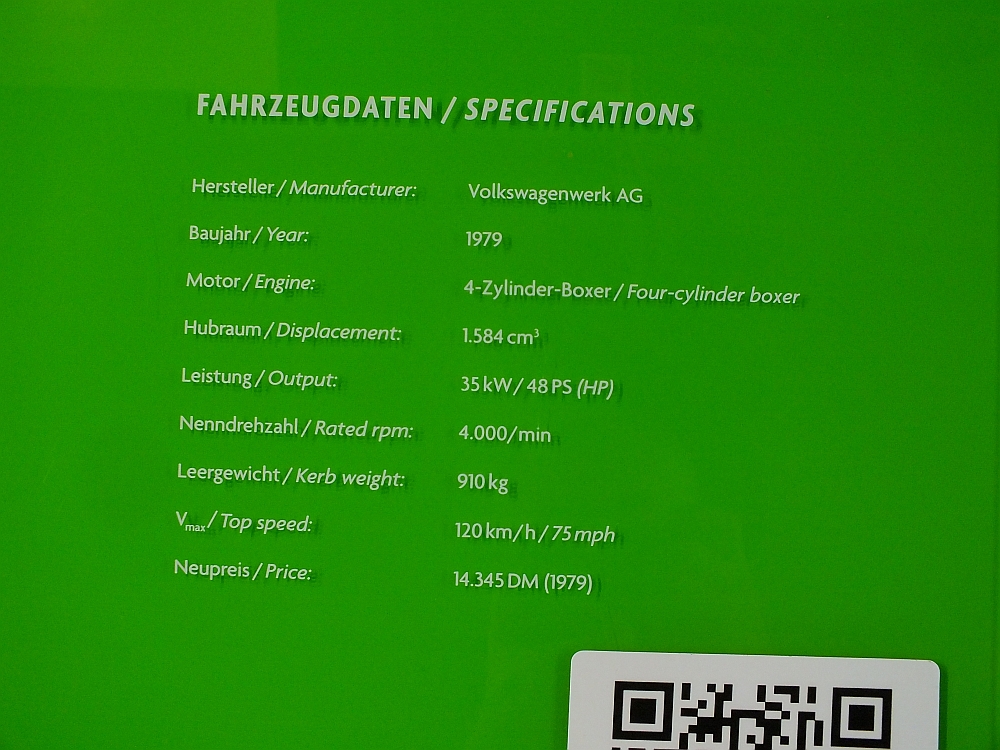 FAHRZEUGDATEN / SPECIFICATIONS
Hersteller / Manufacturer: Volkswagenwerk AG
Baujahr / Year: 1979
Motor / Engine: 4-Zylinder-Boxer / Four-cylinder boxer
Hubraum / Displacement: 1.584 cm³
Leistung / Output: 35 kW / 48 PS (HP)
Nenndrehzahl / Rated rpm: 4.000/min
Leergewicht / Kerb weight: 910 kg
Vmax / Top speed: 120 km/h / 75 mph
Neupreis / Price: 14.345 DM (1979)